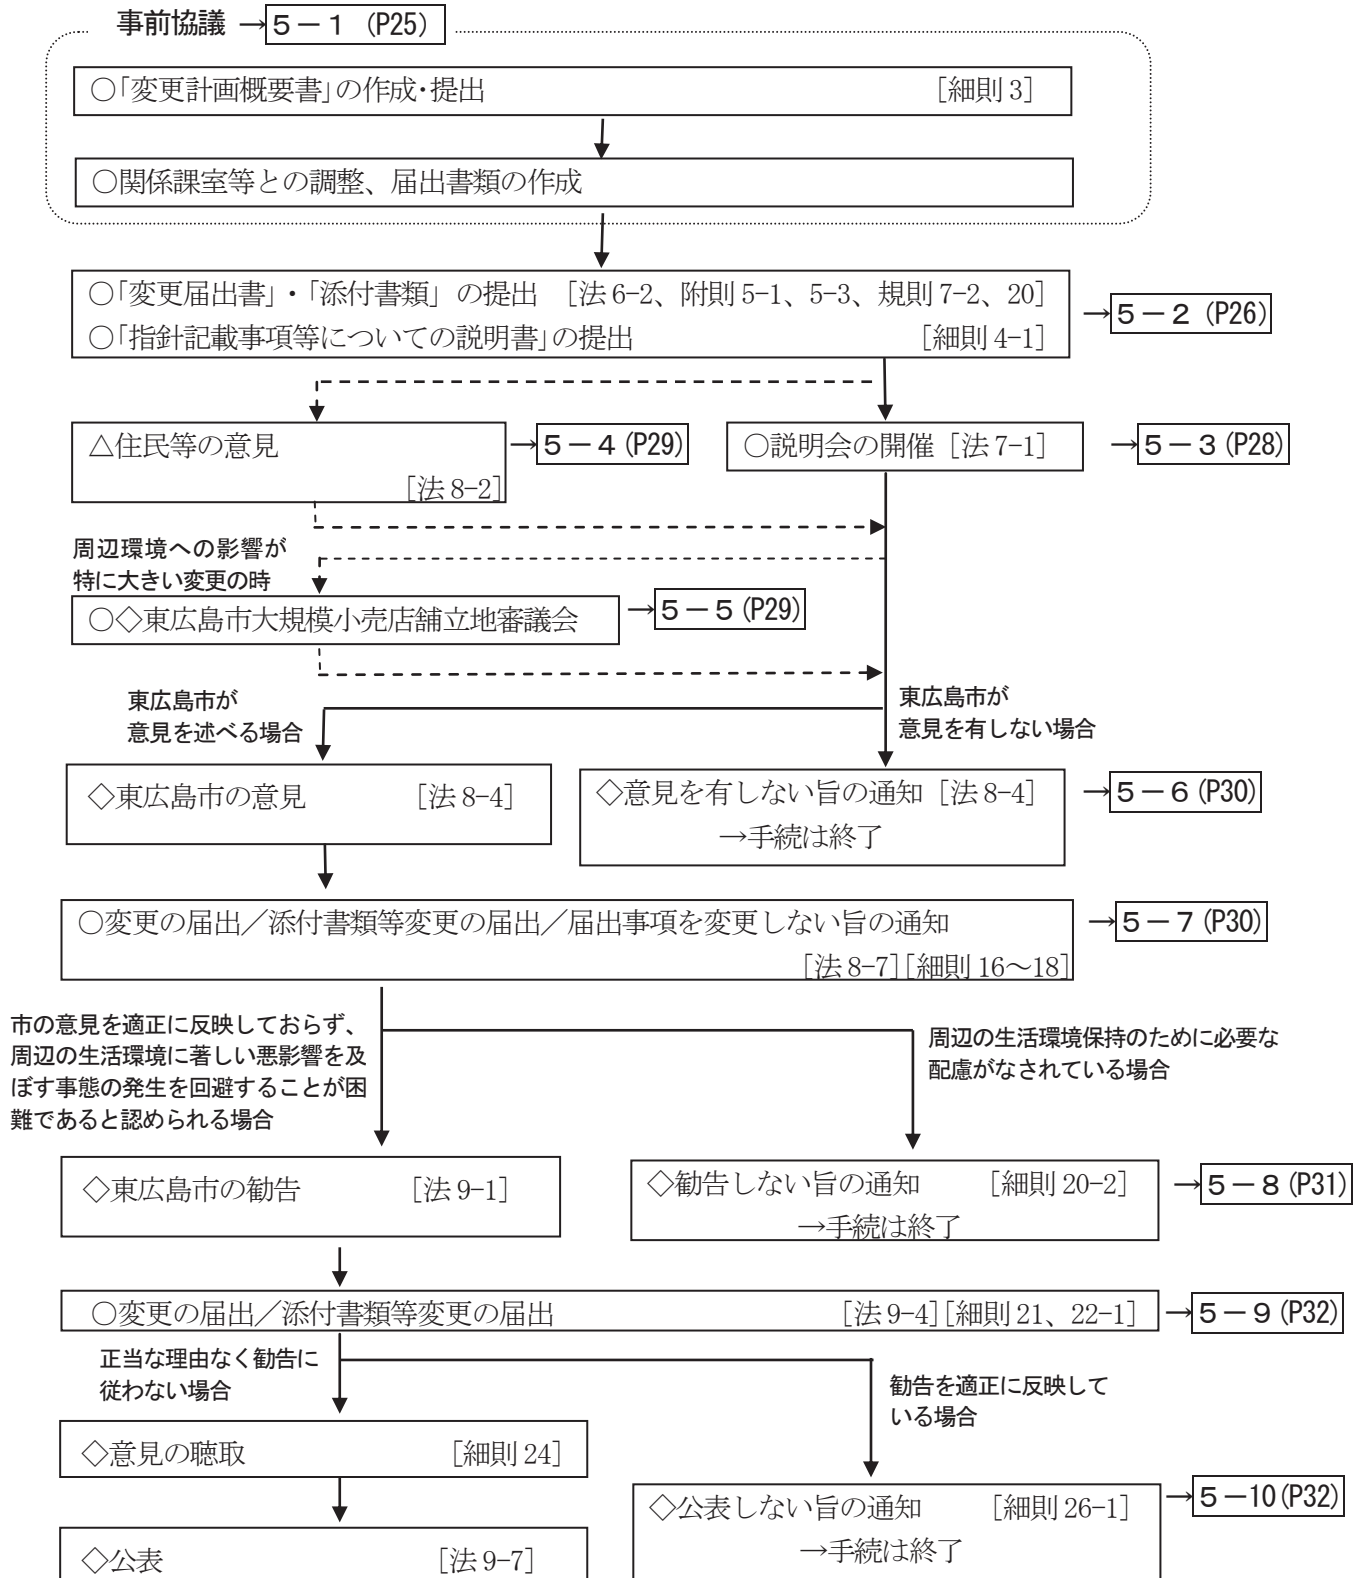 事前協議 →５－１ (P25)
○｢変更計画概要書｣の作成･提出 [細則 3]
○関係課室等との調整、届出書類の作成
○｢変更届出書｣・｢添付書類｣ の提出 [法 6-2、附則 5-1、5-3、規則 7-2、20]
○｢指針記載事項等についての説明書｣の提出 [細則 4-1]
→５－２ (P26)
△住民等の意見
[法 8-2]
→５－４ (P29)
○説明会の開催 [法 7-1]
→５－３ (P28)
周辺環境への影響が
特に大きい変更の時
○◇東広島市大規模小売店舗立地審議会
→５－５ (P29)
東広島市が
意見を述べる場合
東広島市が
意見を有しない場合
◇東広島市の意見 [法 8-4]
◇意見を有しない旨の通知 [法 8-4]
→手続は終了
→５－６ (P30)
○変更の届出／添付書類等変更の届出／届出事項を変更しない旨の通知
[法 8-7][細則 16～18]
→５－７ (P30)
市の意見を適正に反映しておらず、
周辺の生活環境に著しい悪影響を及
ぼす事態の発生を回避することが困
難であると認められる場合
周辺の生活環境保持のために必要な
配慮がなされている場合
◇東広島市の勧告 [法 9-1]
◇勧告しない旨の通知 [細則 20-2]
→手続は終了
→５－８ (P31)
○変更の届出／添付書類等変更の届出 [法 9-4][細則 21、22-1]
→５－９ (P32)
正当な理由なく勧告に
従わない場合
勧告を適正に反映して
いる場合
◇意見の聴取 [細則 24]
◇公表しない旨の通知 [細則 26-1]
→手続は終了
→５－10 (P32)
◇公表 [法 9-7]